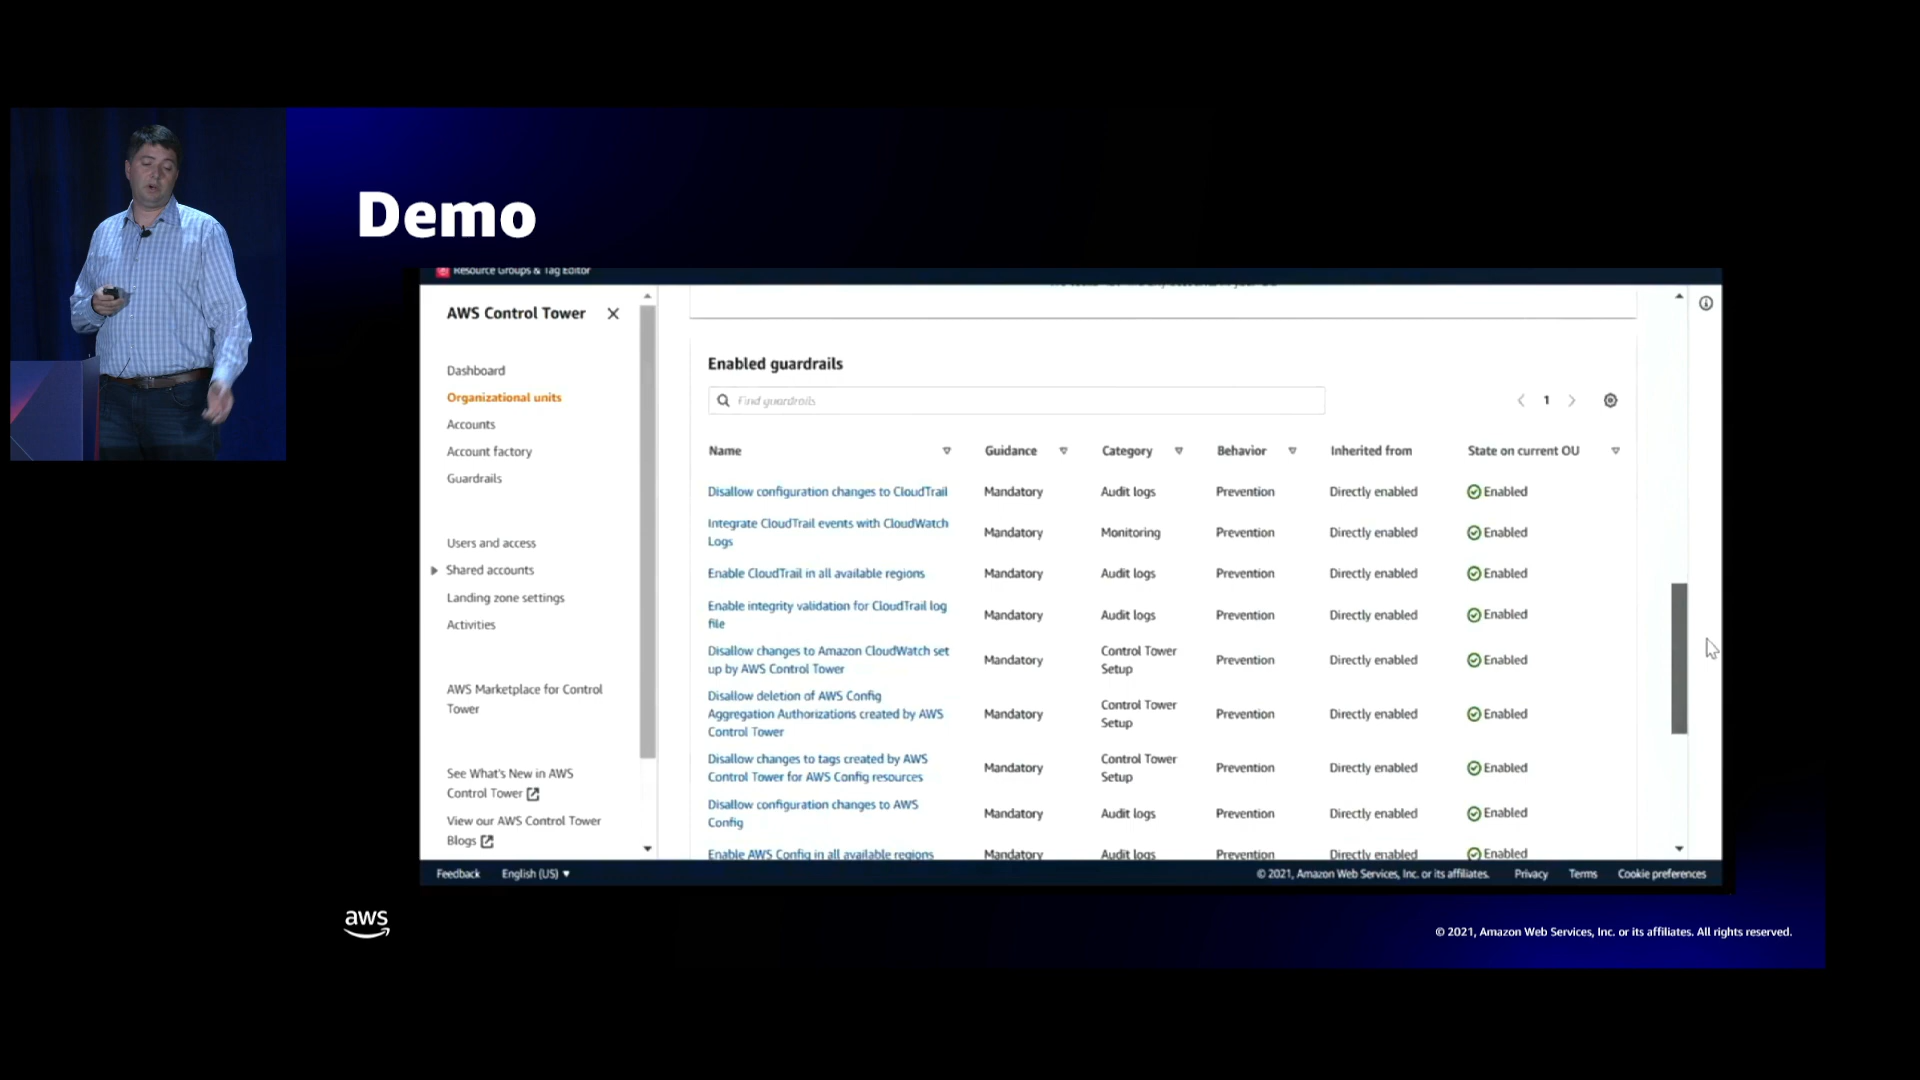 Demo
Resource Groups & Tag Editor
AWS Control Tower
Dashboard
Organizational units
Accounts
Account factory
Guardrails
Users and access
Shared accounts
Landing zone settings
Activities
AWS Marketplace for Control
Tower
See What's New in AWS
Control Tower
View our AWS Control Tower
Blogs
Enabled guardrails
Find guardrails
1
Name Guidance Category Behavior Inherited from State on current OU
Disallow configuration changes to CloudTrail Mandatory Audit logs Prevention Directly enabled Enabled
Integrate CloudTrail events with CloudWatch
Logs Mandatory Monitoring Prevention Directly enabled Enabled
Enable CloudTrail in all available regions Mandatory Audit logs Prevention Directly enabled Enabled
Enable integrity validation for CloudTrail log
file Mandatory Audit logs Prevention Directly enabled Enabled
Disallow changes to Amazon CloudWatch set
up by AWS Control Tower Mandatory Control Tower
Setup Prevention Directly enabled Enabled
Disallow deletion of AWS Config
Aggregation Authorizations created by AWS
Control Tower Mandatory Control Tower
Setup Prevention Directly enabled Enabled
Disallow changes to tags created by AWS
Control Tower for AWS Config resources Mandatory Control Tower
Setup Prevention Directly enabled Enabled
Disallow configuration changes to AWS
Config Mandatory Audit logs Prevention Directly enabled Enabled
Enable AWS Config in all available regions Mandatory Audit logs Prevention Directly enabled Enabled
Feedback English (US) © 2021, Amazon Web Services, Inc. or its affiliates. Privacy Terms Cookie preferences
aws
© 2021, Amazon Web Services, Inc. or its affiliates. All rights reserved.